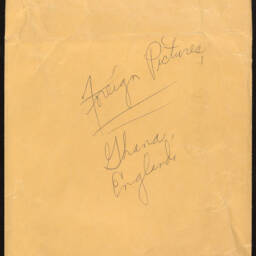 Foreign Pictures,
Ghana,
England,